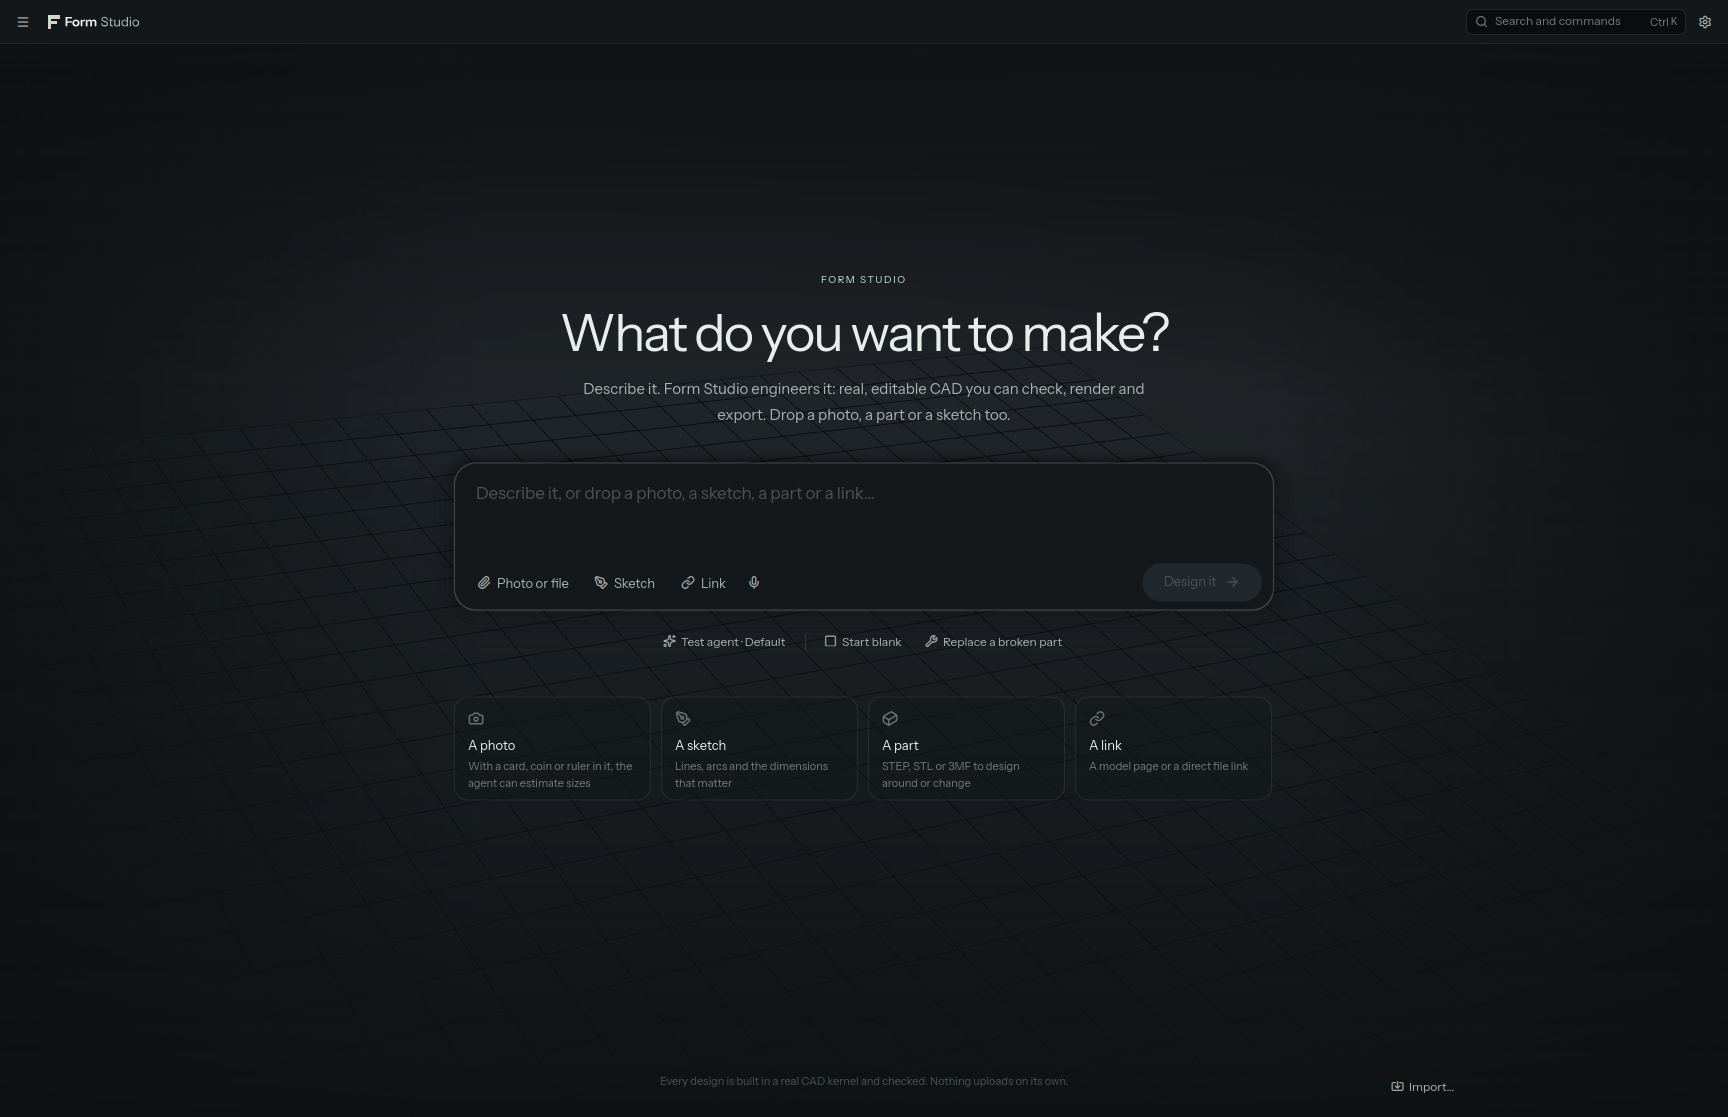 Form Studio
Search and commands Ctrl K
FORM STUDIO
What do you want to make?
Describe it. Form Studio engineers it: real, editable CAD you can check, render and
export. Drop a photo, a part or a sketch too.
Describe it, or drop a photo, a sketch, a part or a link...
Photo or file Sketch Link Design it
Test agent · Default Start blank Replace a broken part
A photo
With a card, coin or ruler in it, the
agent can estimate sizes
A sketch
Lines, arcs and the dimensions
that matter
A part
STEP, STL or 3MF to design
around or change
A link
A model page or a direct file link
Every design is built in a real CAD kernel and checked. Nothing uploads on its own.
Import...